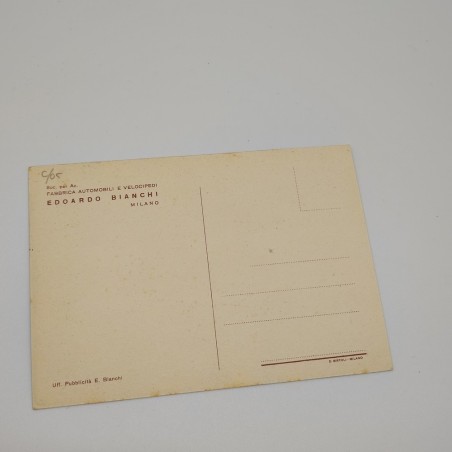 Soc. per Az.
FABBRICA AUTOMOBILI E VELOCIPEDI
EDOARDO BIANCHI
MILANO
Uff. Pubblicità E. Bianchi